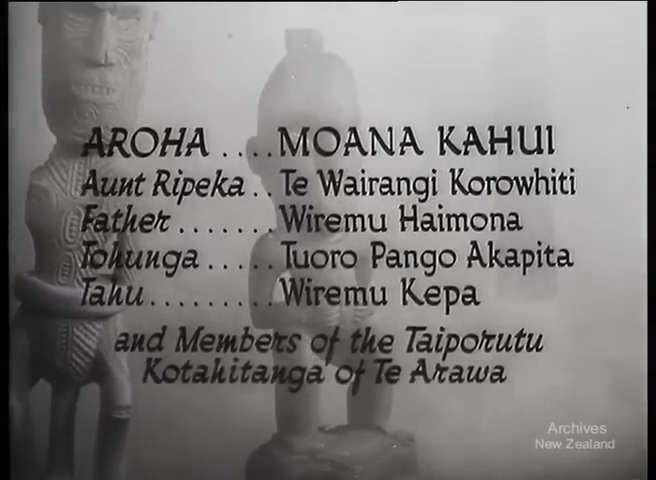 AROHA ....MOANA KAHUI
Aunt Ripeka ..Te Wairangi Korowhiti
Father .......Wiremu Haimona
Tohunga .....Tuoro Pango Akapita
Tahu.........Wiremu Kepa
and Members of the Taiporutu
Kotahitanga of Te Arawa
Archives
New Zealand